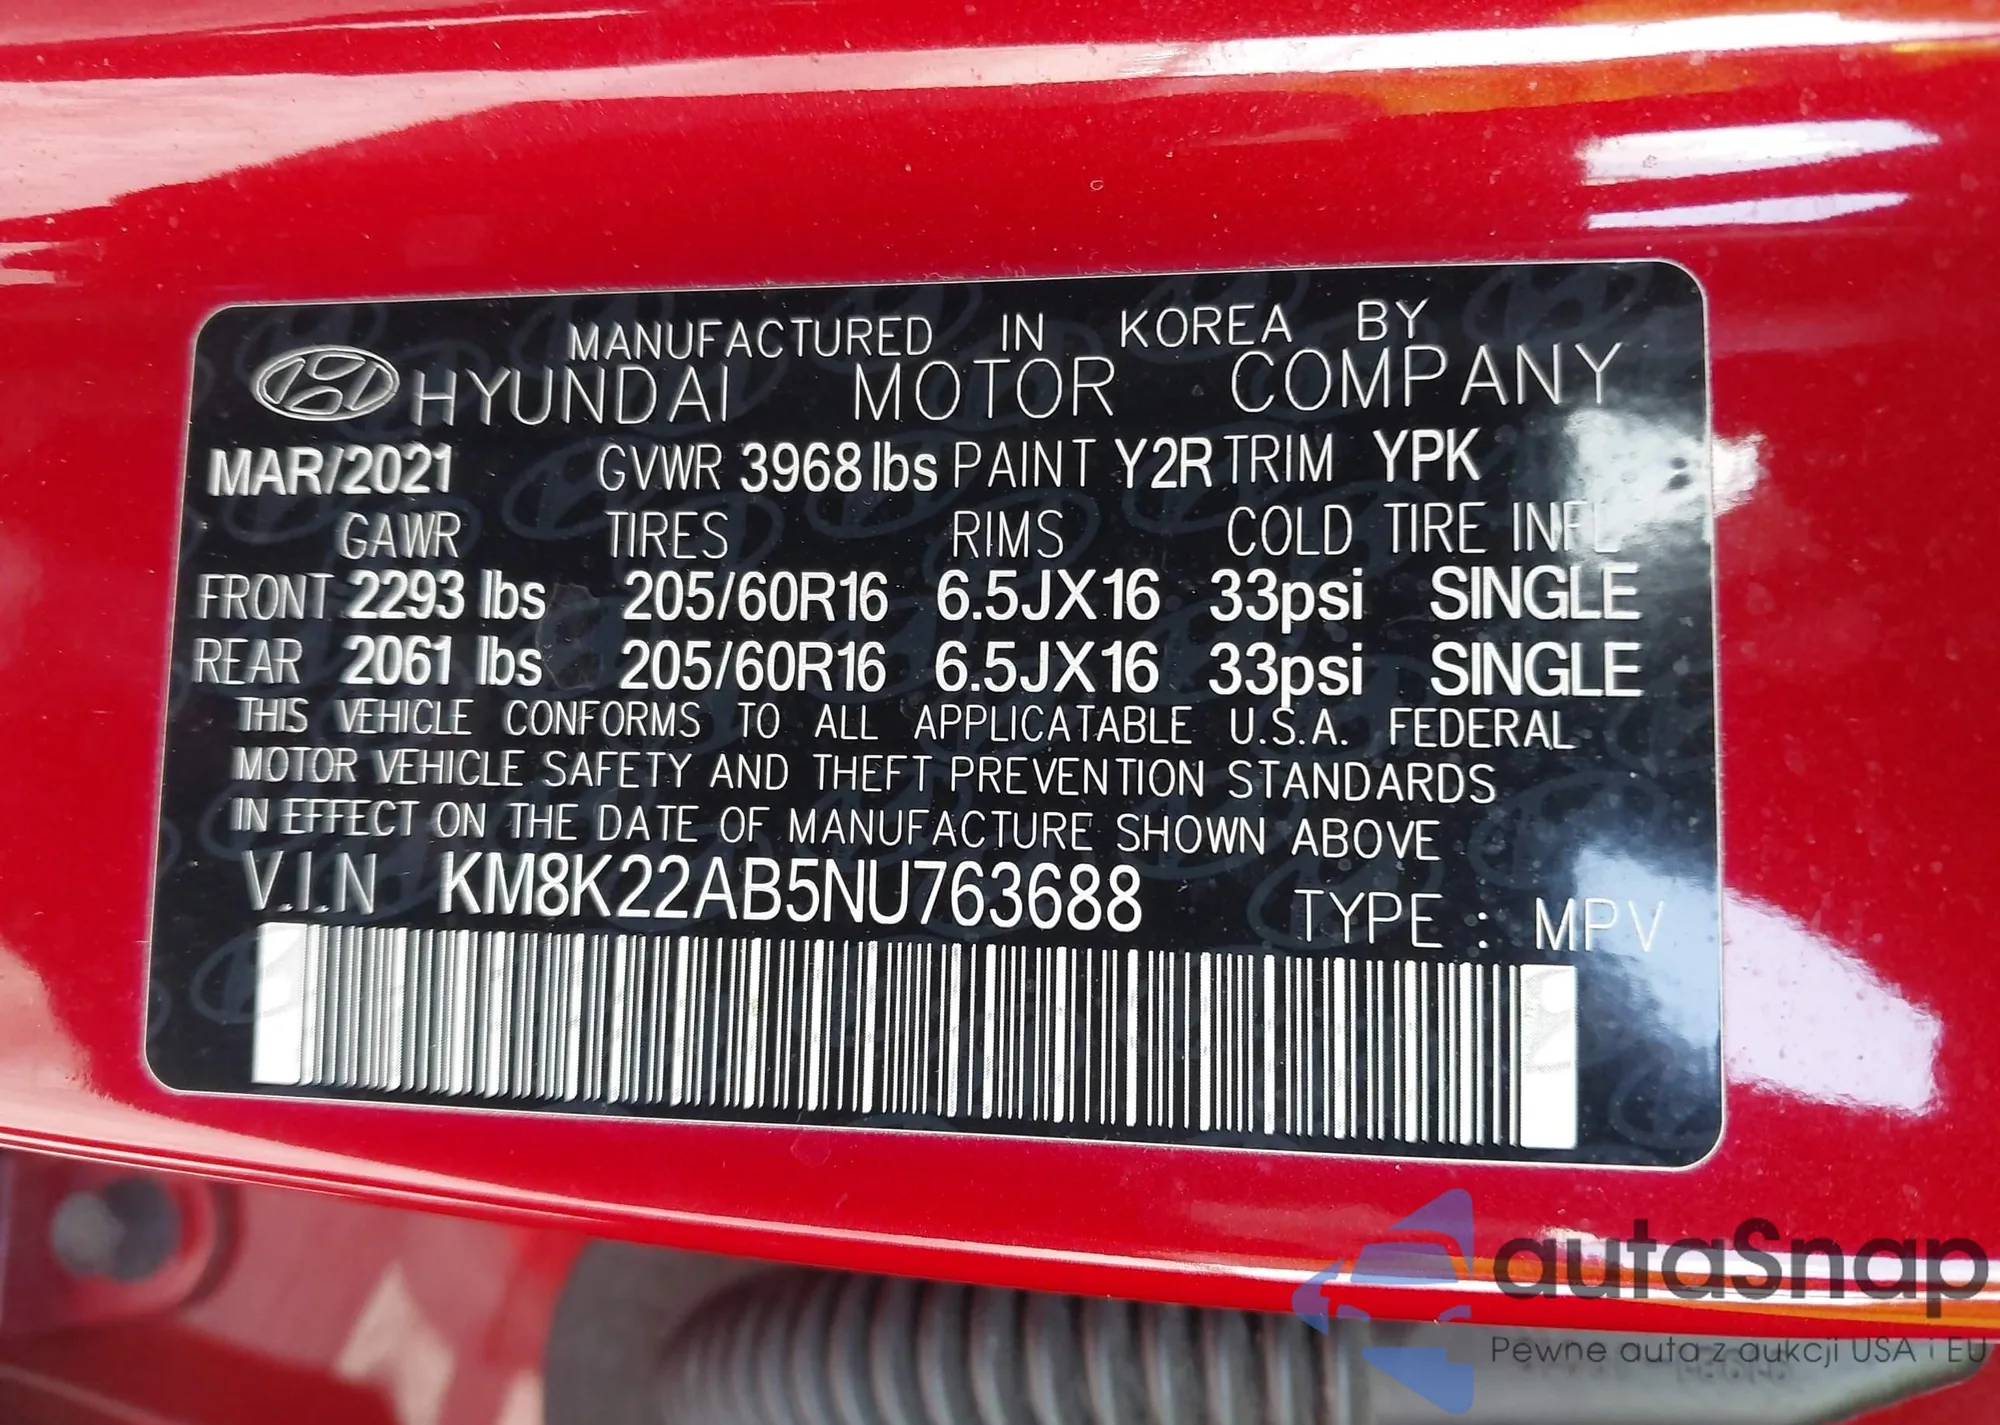 MANUFACTURED IN KOREA BY
HYUNDAI MOTOR COMPANY
MAR/2021 GVWR 3968 lbs PAINT Y2R TRIM YPK
GAWR TIRES RIMS COLD TIRE INFL
FRONT 2293 lbs 205/60R16 6.5JX16 33psi SINGLE
REAR 2061 lbs 205/60R16 6.5JX16 33psi SINGLE
THIS VEHICLE CONFORMS TO ALL APPLICATABLE U.S.A. FEDERAL
MOTOR VEHICLE SAFETY AND THEFT PREVENTION STANDARDS
IN EFFECT ON THE DATE OF MANUFACTURE SHOWN ABOVE
V.I.N KM8K22AB5NU763688 TYPE : MPV
autoSnap
Pewne auta z aukcji USA i EU